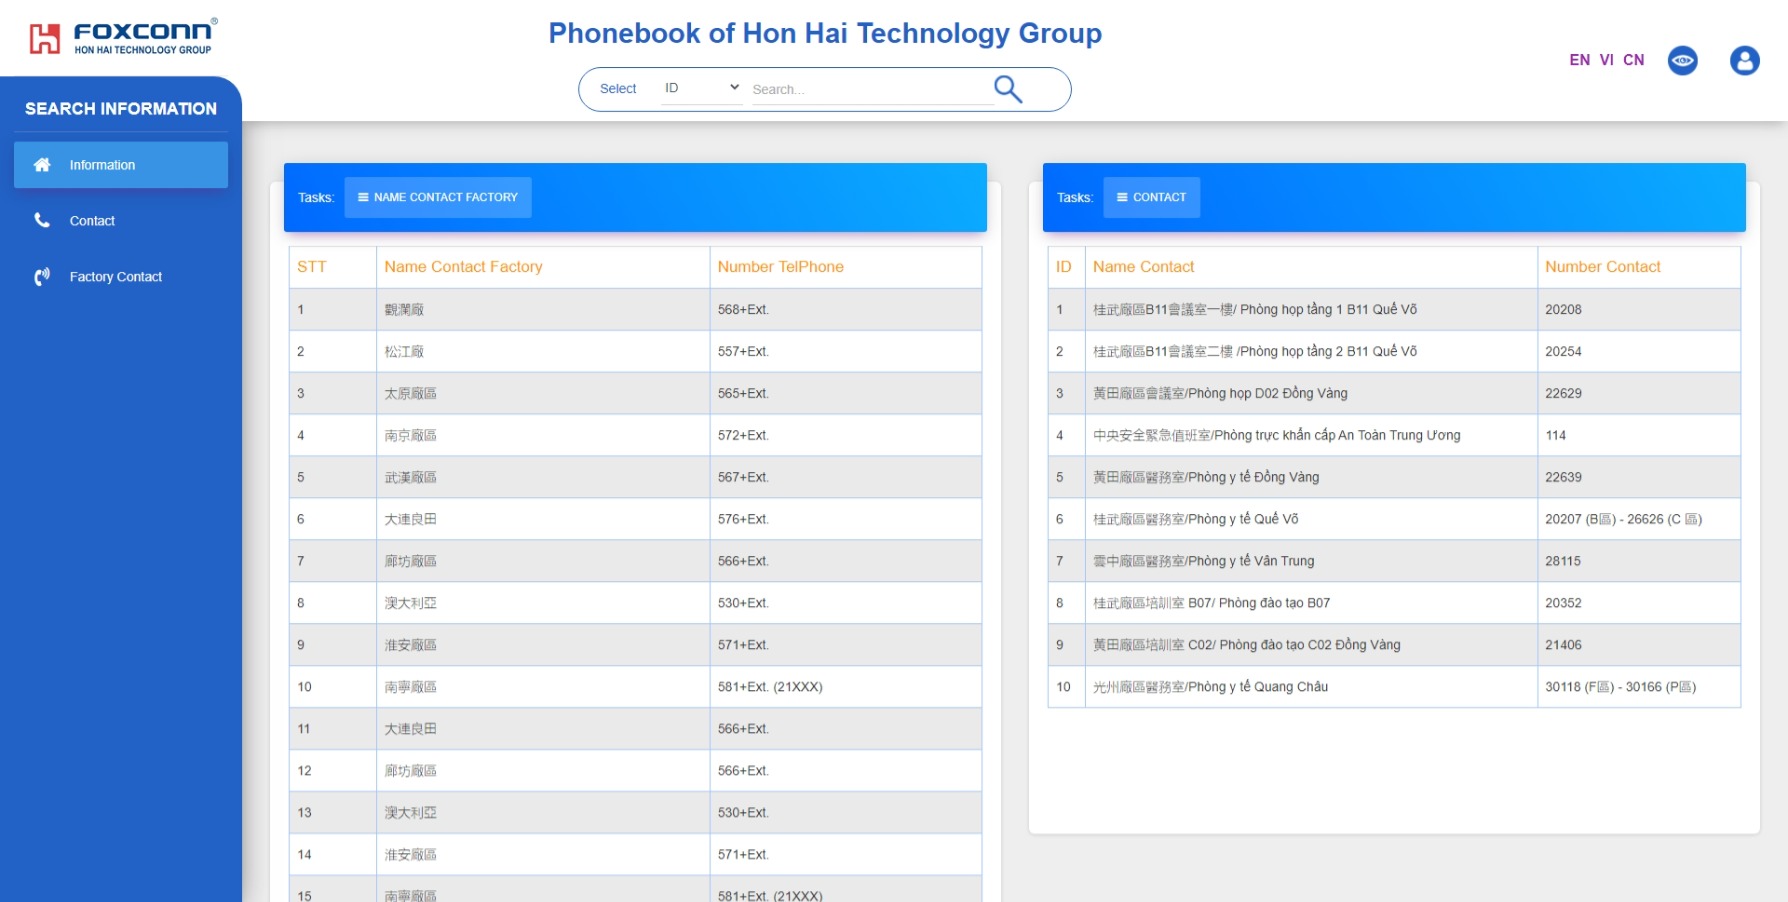 FOXCONN®
HON HAI TECHNOLOGY GROUP
Phonebook of Hon Hai Technology Group
Select ID Search...
EN VI CN
SEARCH INFORMATION
Information
Contact
Factory Contact
Tasks: NAME CONTACT FACTORY
STT Name Contact Factory Number TelPhone
1 觀瀾廠 568+Ext.
2 松江廠 557+Ext.
3 太原廠區 565+Ext.
4 南京廠區 572+Ext.
5 武漢廠區 567+Ext.
6 大連良田 576+Ext.
7 廊坊廠區 566+Ext.
8 澳大利亞 530+Ext.
9 淮安廠區 571+Ext.
10 南寧廠區 581+Ext. (21XXX)
11 大連良田 566+Ext.
12 廊坊廠區 566+Ext.
13 澳大利亞 530+Ext.
14 淮安廠區 571+Ext.
15 南寧廠區 581+Ext. (21XXX)
Tasks: CONTACT
ID Name Contact Number Contact
1 桂武廠區B11會議室一樓/ Phòng họp tầng 1 B11 Quế Võ 20208
2 桂武廠區B11會議室二樓 /Phòng họp tầng 2 B11 Quế Võ 20254
3 黃田廠區會議室/Phòng họp D02 Đồng Vàng 22629
4 中央安全緊急值班室/Phòng trực khẩn cấp An Toàn Trung Ương 114
5 黃田廠區醫務室/Phòng y tế Đồng Vàng 22639
6 桂武廠區醫務室/Phòng y tế Quế Võ 20207 (B區) - 26626 (C 區)
7 雲中廠區醫務室/Phòng y tế Vân Trung 28115
8 桂武廠區培訓室 B07/ Phòng đào tạo B07 20352
9 黃田廠區培訓室 C02/ Phòng đào tạo C02 Đồng Vàng 21406
10 光州廠區醫務室/Phòng y tế Quang Châu 30118 (F區) - 30166 (P區)